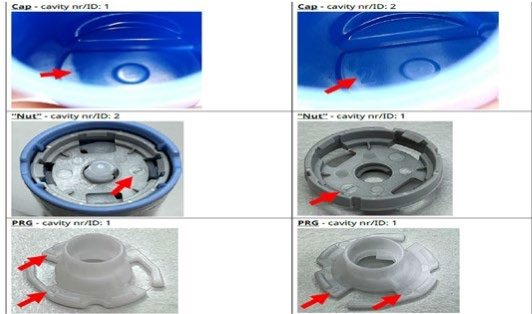 Cap - cavity nr/ID: 1
Cap - cavity nr/ID: 2
"Nut" - cavity nr/ID: 2
"Nut" - cavity nr/ID: 1
PRG - cavity nr/ID: 1
PRG - cavity nr/ID: 1